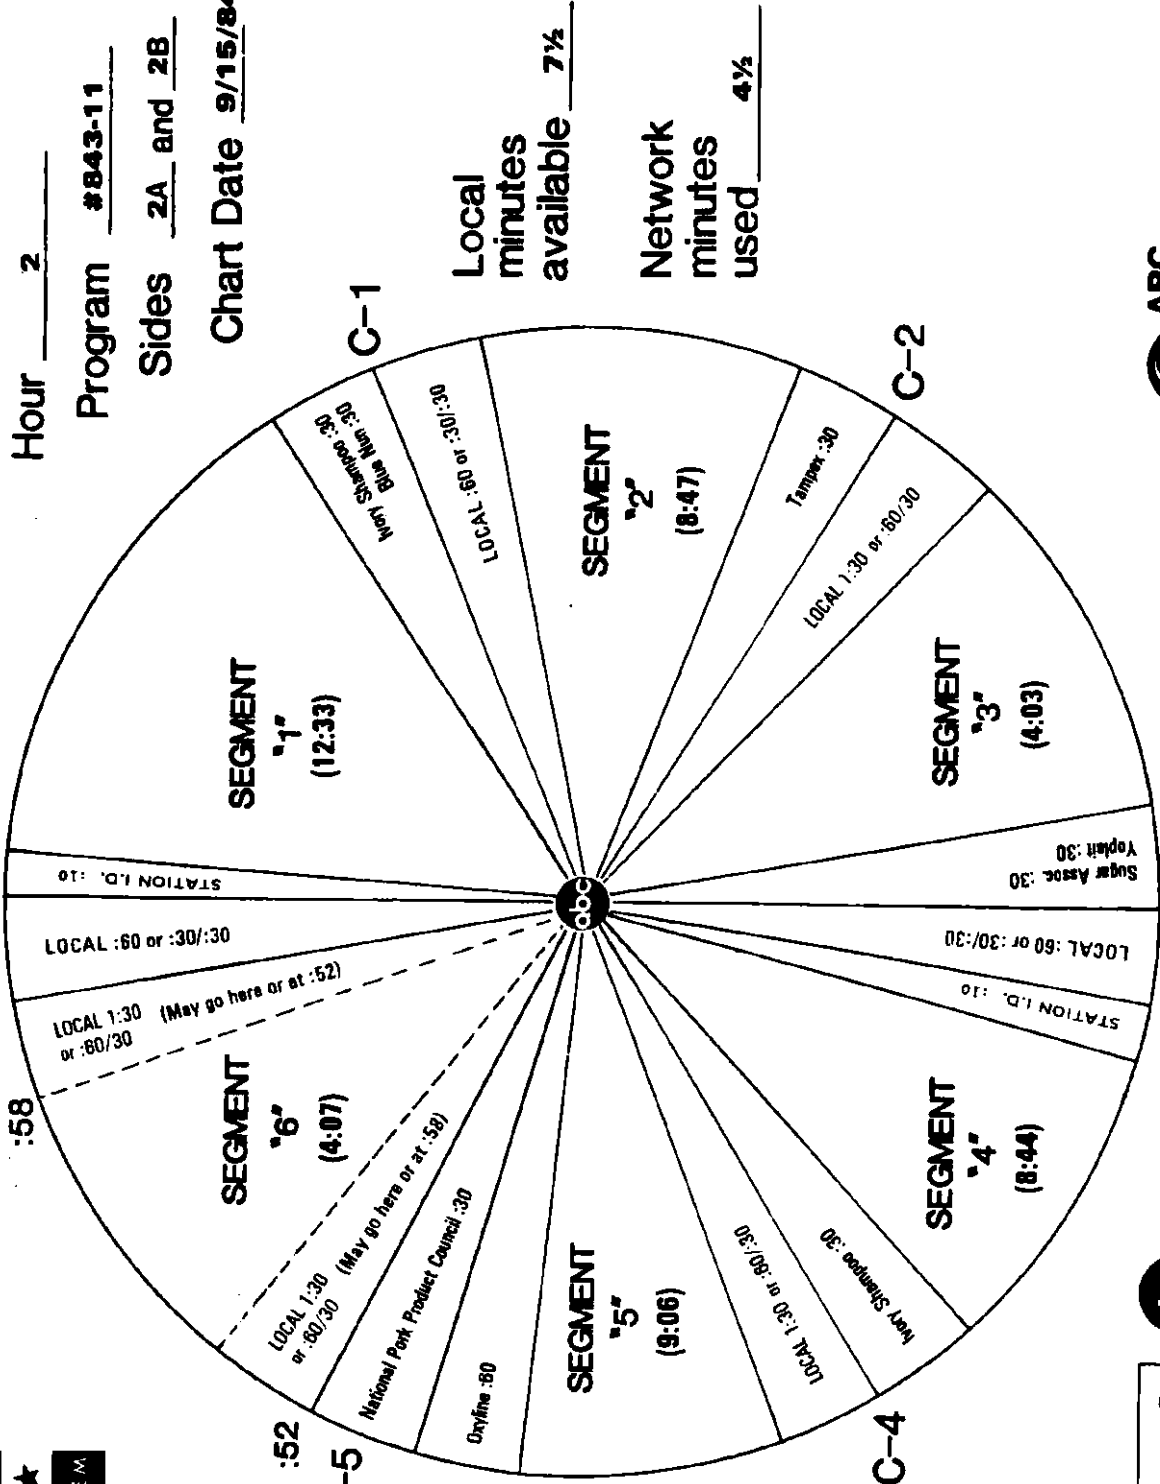 Hour 2
Program #843-11
Sides 2A and 2B
Chart Date 9/15/84
Local
minutes
available 7½
Network
minutes
used 4½
STATION I.D. :10
SEGMENT
"1"
(12:33)
Ivory Shampoo :30
Blue Nun :30
C-1
LOCAL :60 or :30/:30
SEGMENT
"2"
(8:47)
Tampax :30
C-2
LOCAL 1:30 or :60/30
SEGMENT
"3"
(4:03)
Sugar Assoc. :30
Yoplait :30
LOCAL :60 or :30/:30
STATION I.D. :10
SEGMENT
"4"
(8:44)
Ivory Shampoo :30
C-4
LOCAL 1:30 or :60/:30
SEGMENT
"5"
(9:06)
Oxyline :60
National Pork Product Council :30
-5
:52
LOCAL 1:30 (May go here or at :58)
or :60/30
SEGMENT
"6"
(4:07)
:58
LOCAL 1:30 (May go here or at :52)
or :60/30
LOCAL :60 or :30/:30
abc
ABC